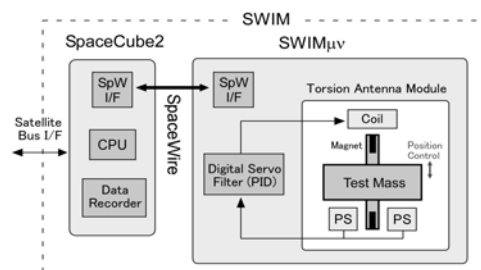 SWIM
SpaceCube2
SWIMμν
SpW
I/F
SpaceWire
SpW
I/F
Torsion Antenna Module
Satellite
Bus I/F
CPU
Data
Recorder
Digital Servo
Filter (PID)
Coil
Magnet
Position
Control
Test Mass
PS
PS